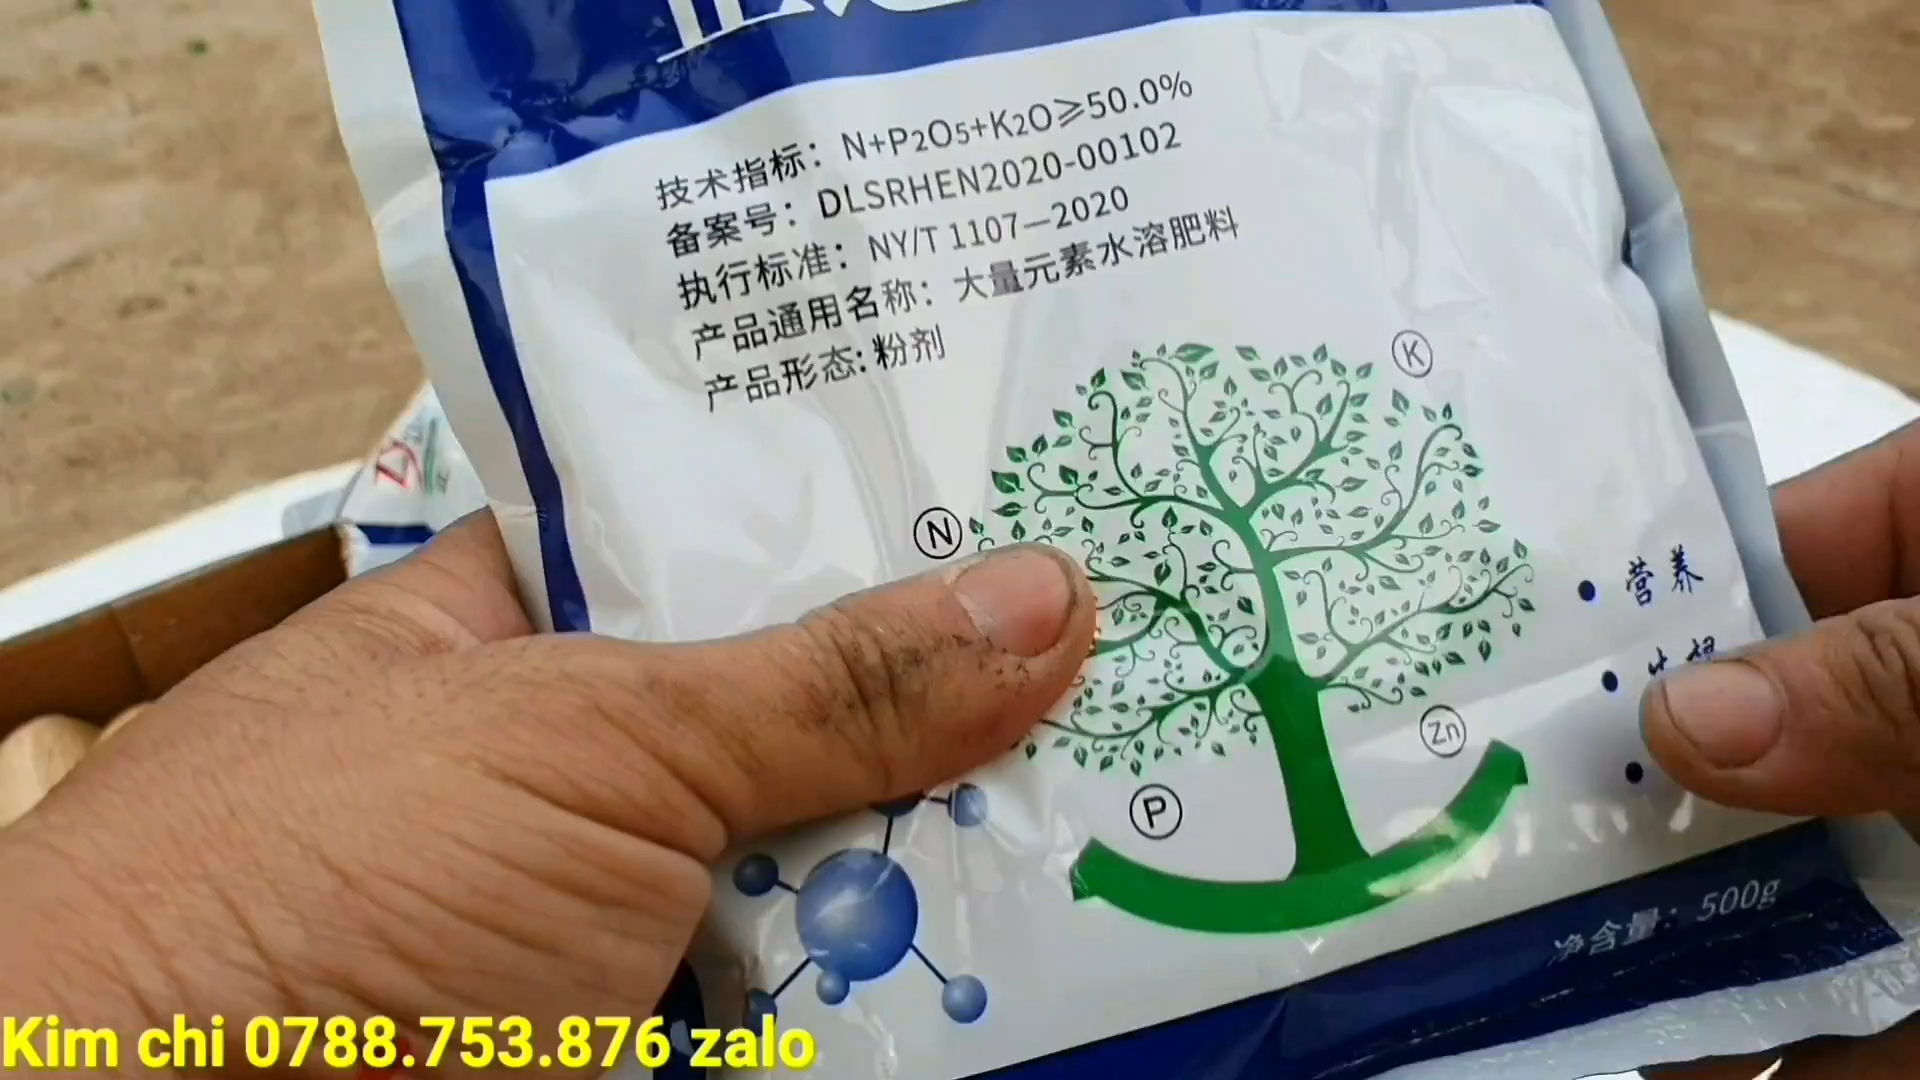 技术指标：N+P2O5+K2O≥50.0%
备案号：DLSRHEN2020-00102
执行标准：NY/T 1107—2020
产品通用名称：大量元素水溶肥料
产品形态:粉剂
K
N
• 营养
• 生根
Zn
P
净含量：500g
Kim chi 0788.753.876 zalo